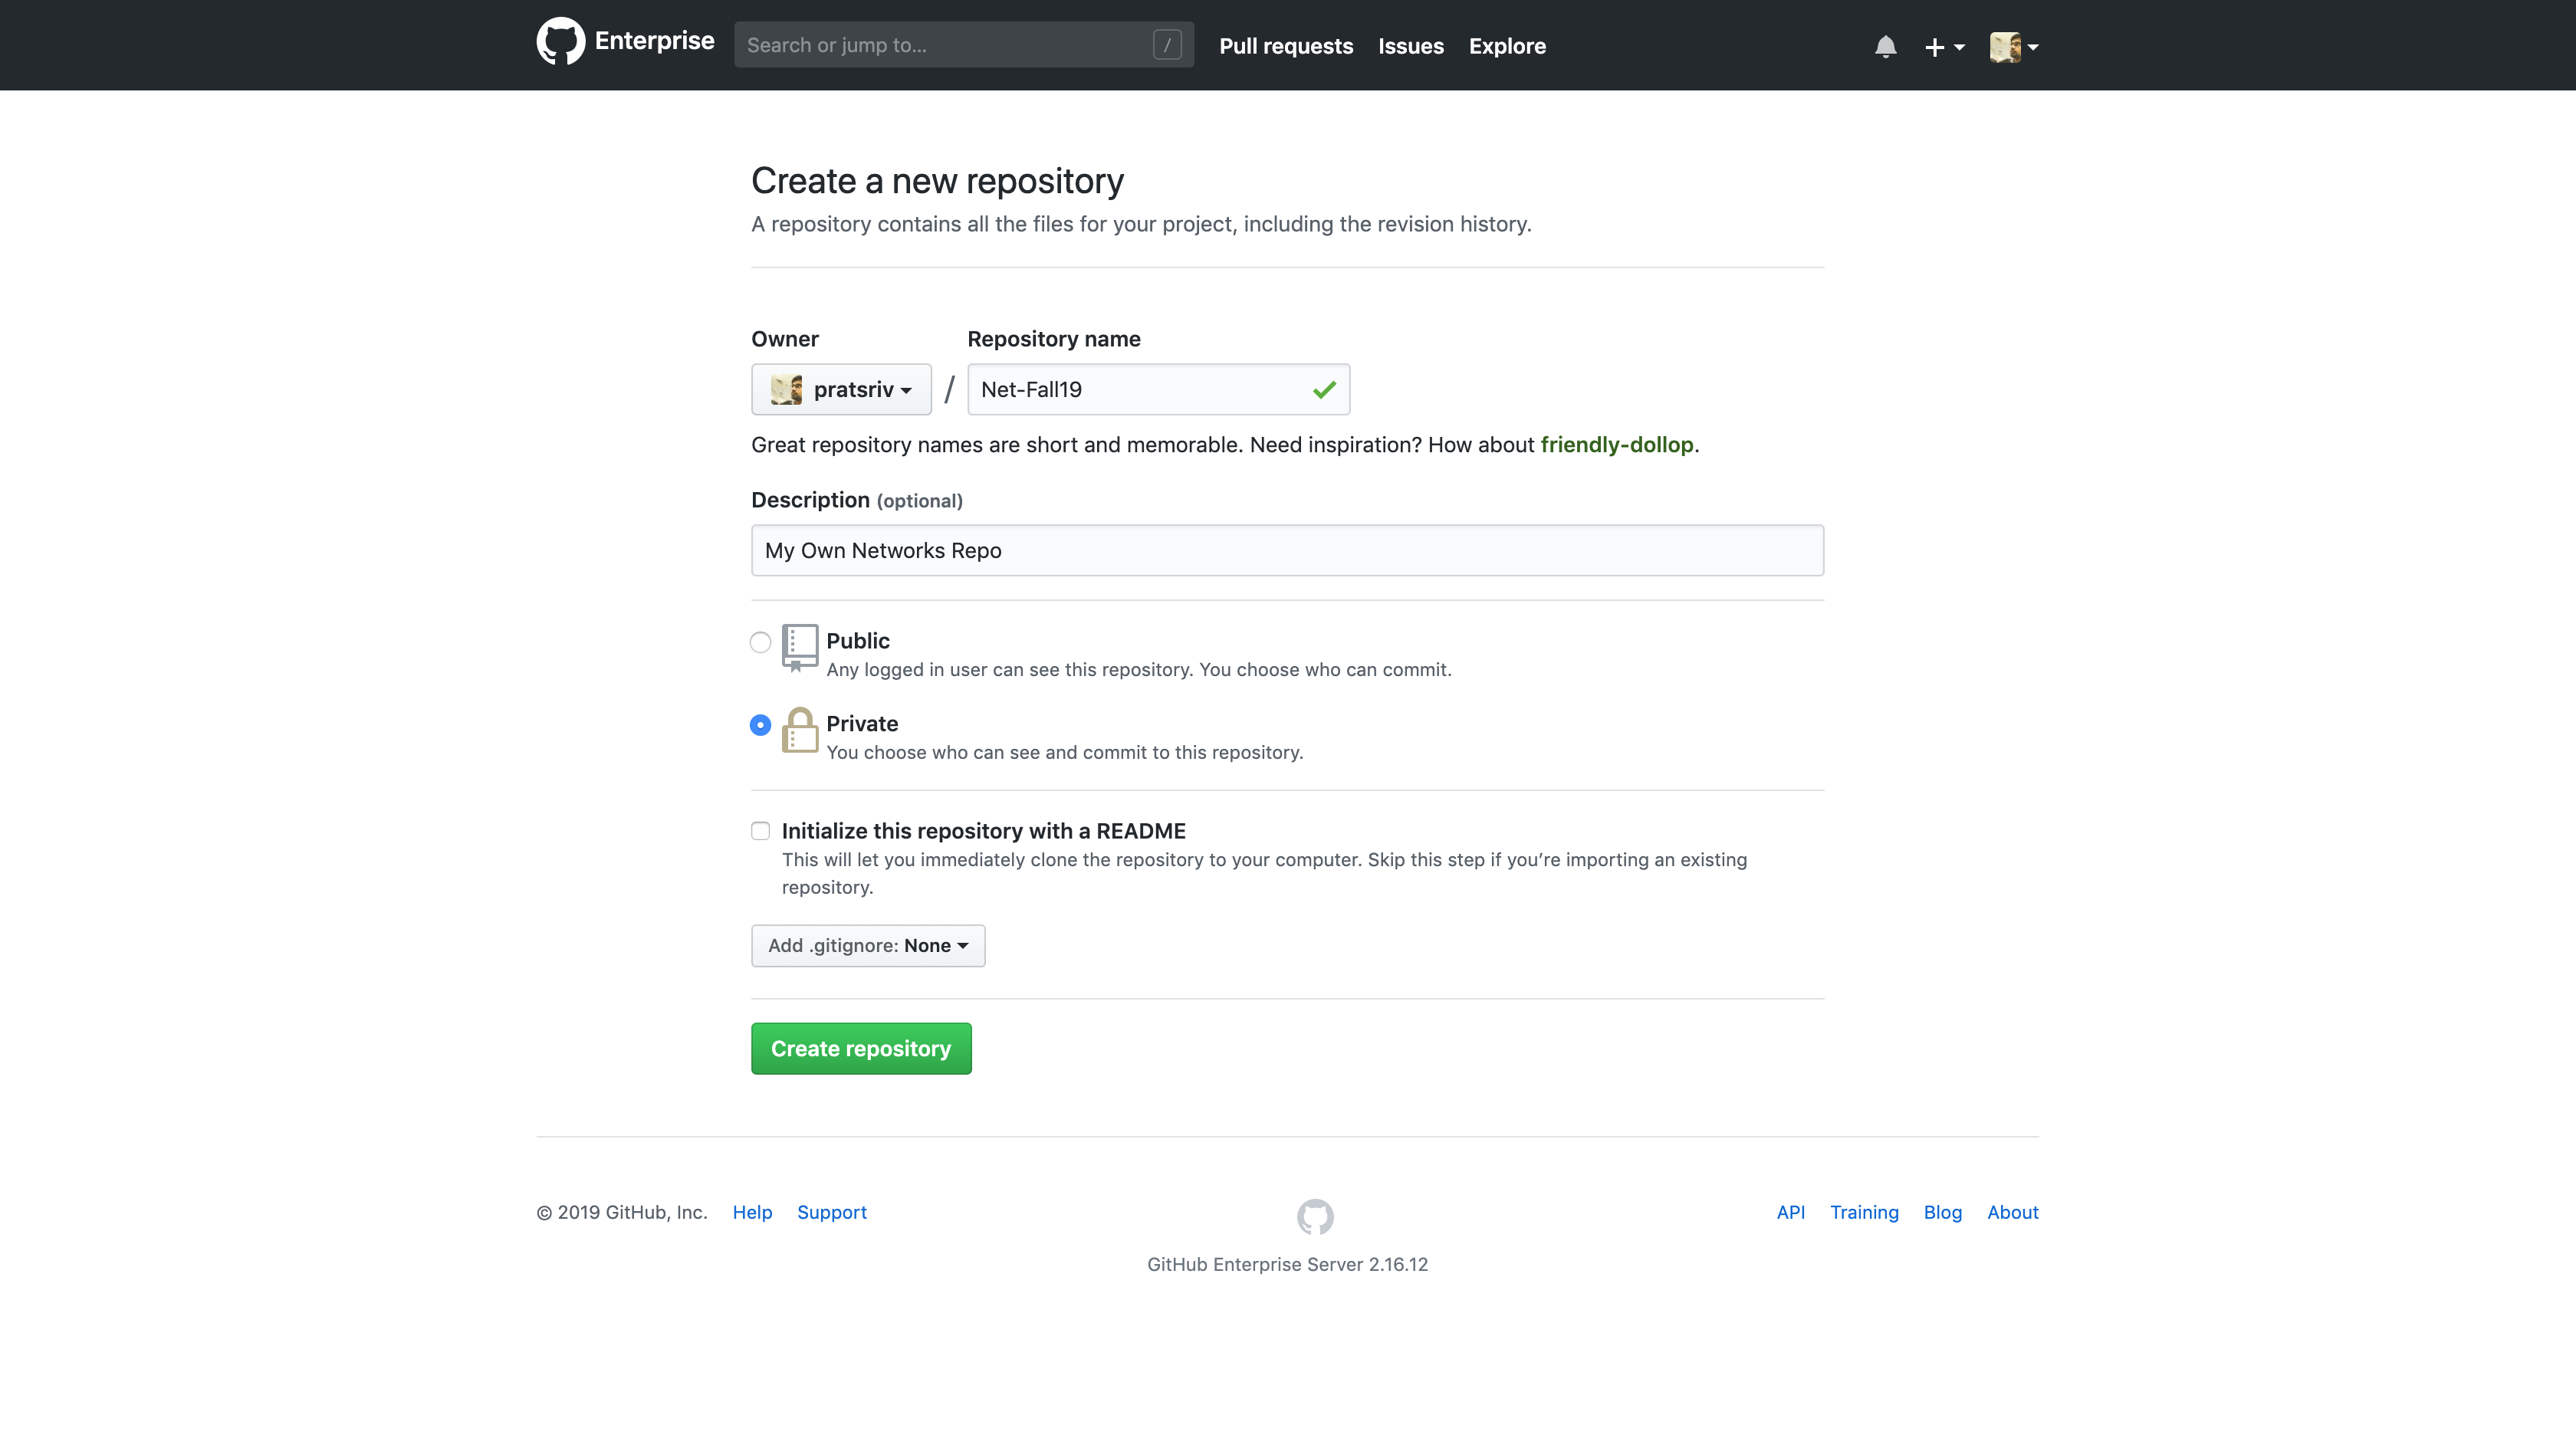 Enterprise
Search or jump to...
/
Pull requests
Issues
Explore
Create a new repository
A repository contains all the files for your project, including the revision history.
Owner
Repository name
pratsriv
/
Net-Fall19
Great repository names are short and memorable. Need inspiration? How about friendly-dollop.
Description (optional)
My Own Networks Repo
Public
Any logged in user can see this repository. You choose who can commit.
Private
You choose who can see and commit to this repository.
Initialize this repository with a README
This will let you immediately clone the repository to your computer. Skip this step if you’re importing an existing
repository.
Add .gitignore: None
Create repository
© 2019 GitHub, Inc.
Help
Support
API
Training
Blog
About
GitHub Enterprise Server 2.16.12